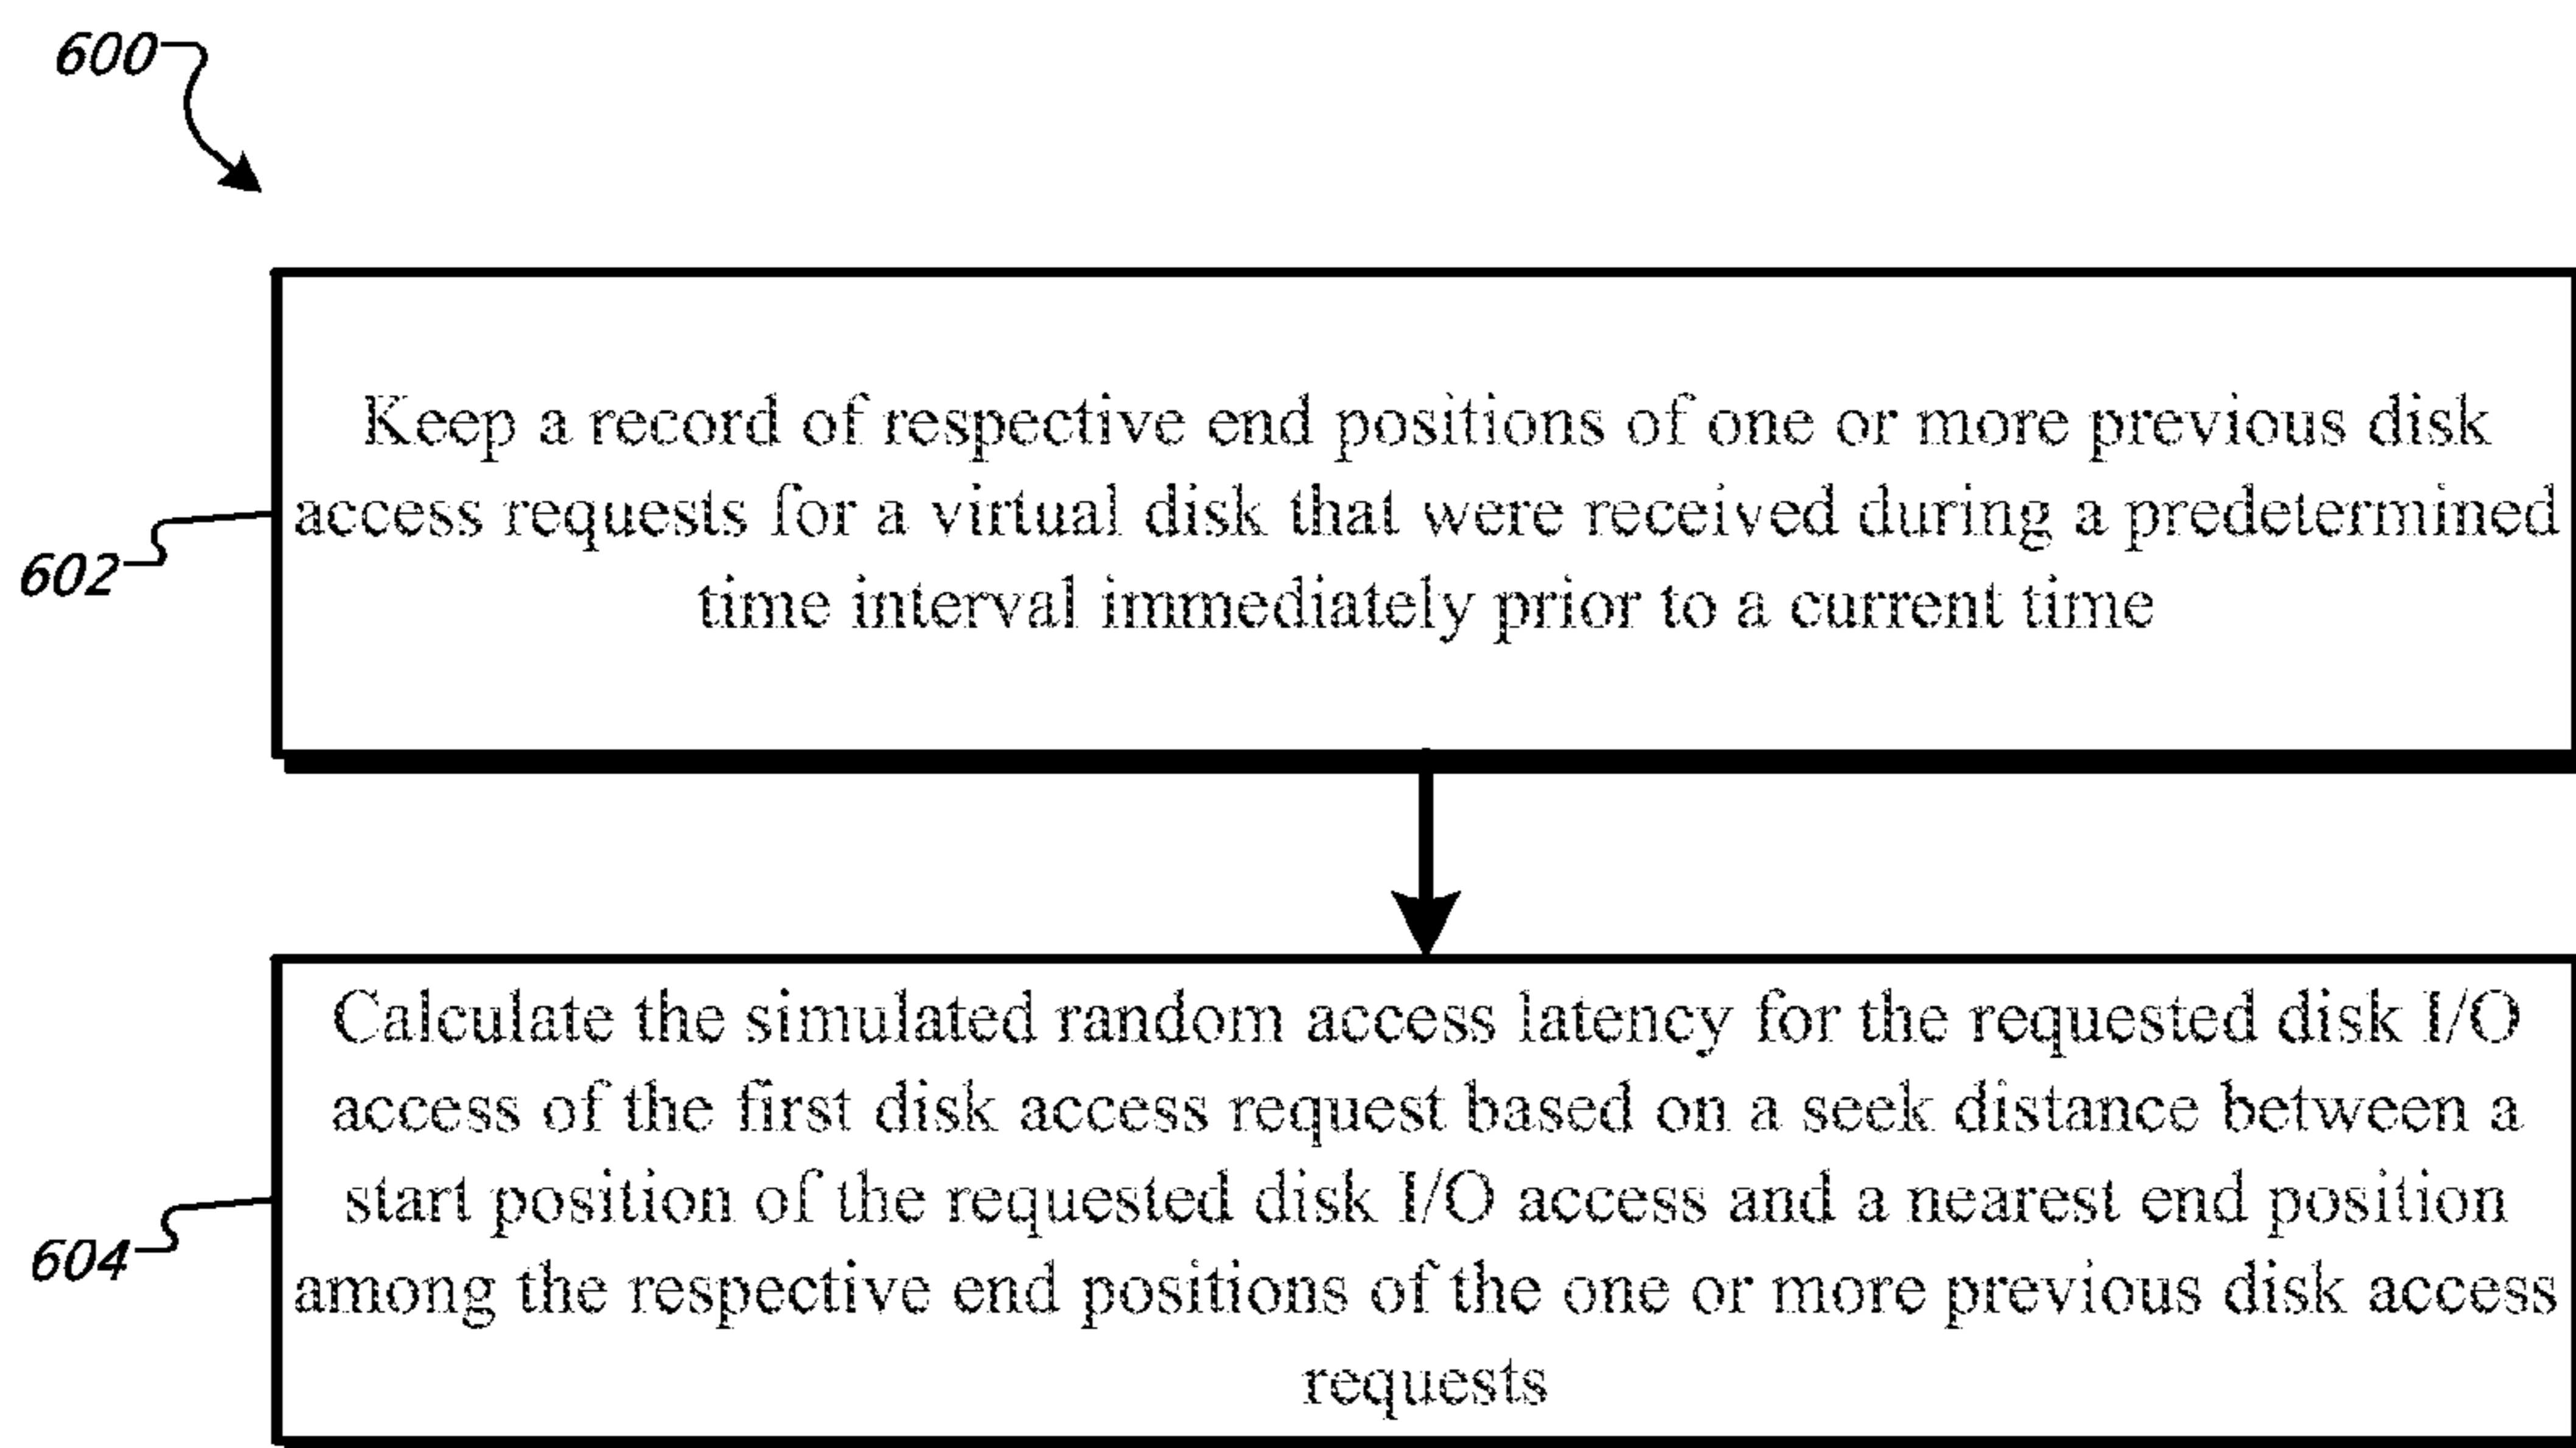 600
Keep a record of respective end positions of one or more previous disk
access requests for a virtual disk that were received during a predetermined
time interval immediately prior to a current time
602
Calculate the simulated random access latency for the requested disk I/O
access of the first disk access request based on a seek distance between a
start position of the requested disk I/O access and a nearest end position
among the respective end positions of the one or more previous disk access
requests
604